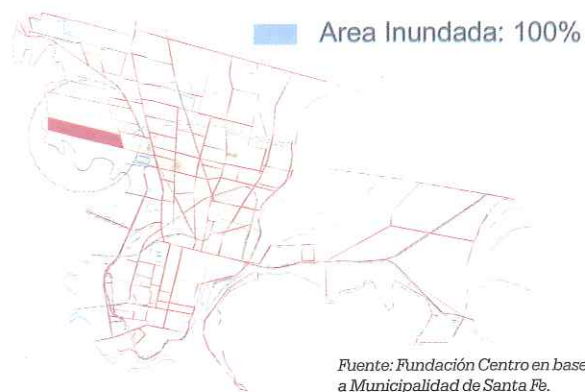 Area Inundada: 100%
Fuente: Fundación Centro en base
a Municipalidad de Santa Fe.